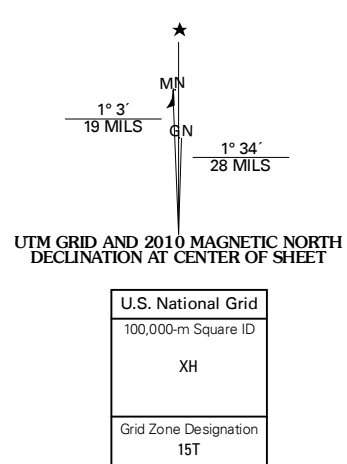 ★
MN
1° 3´
19 MILS
GN
1° 34´
28 MILS
UTM GRID AND 2010 MAGNETIC NORTH
DECLINATION AT CENTER OF SHEET
U.S. National Grid
100,000-m Square ID
XH
Grid Zone Designation
15T